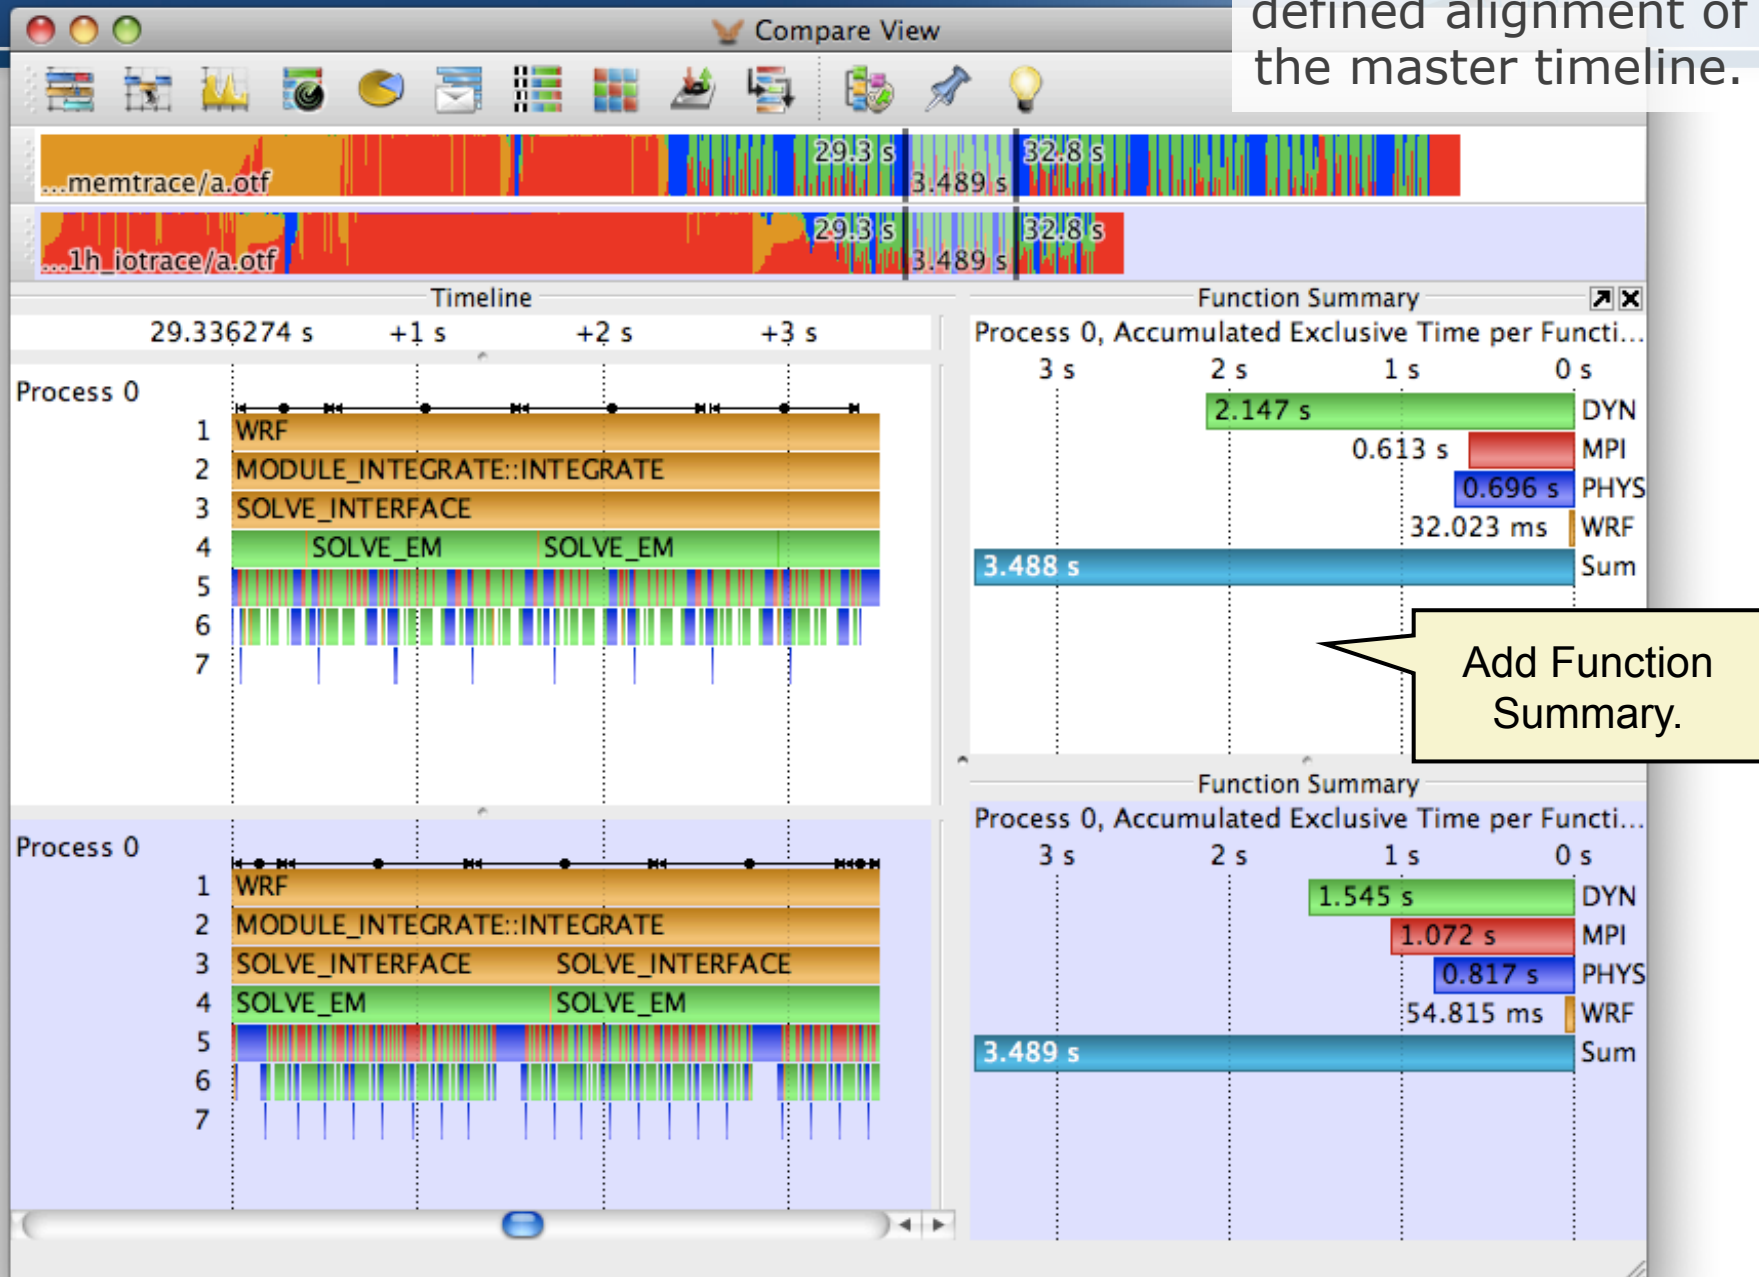 defined alignment of
the master timeline.
Compare View
29.3 s
32.8 s
3.489 s
...memtrace/a.otf
29.3 s
32.8 s
3.489 s
...1h_iotrace/a.otf
Timeline
29.336274 s +1 s +2 s +3 s
Process 0
1 WRF
2 MODULE_INTEGRATE::INTEGRATE
3 SOLVE_INTERFACE
4 SOLVE_EM SOLVE_EM
5
6
7
Function Summary
Process 0, Accumulated Exclusive Time per Functi...
3 s 2 s 1 s 0 s
2.147 s DYN
0.613 s MPI
0.696 s PHYS
32.023 ms WRF
3.488 s Sum
Add Function
Summary.
Process 0
1 WRF
2 MODULE_INTEGRATE::INTEGRATE
3 SOLVE_INTERFACE SOLVE_INTERFACE
4 SOLVE_EM SOLVE_EM
5
6
7
Function Summary
Process 0, Accumulated Exclusive Time per Functi...
3 s 2 s 1 s 0 s
1.545 s DYN
1.072 s MPI
0.817 s PHYS
54.815 ms WRF
3.489 s Sum